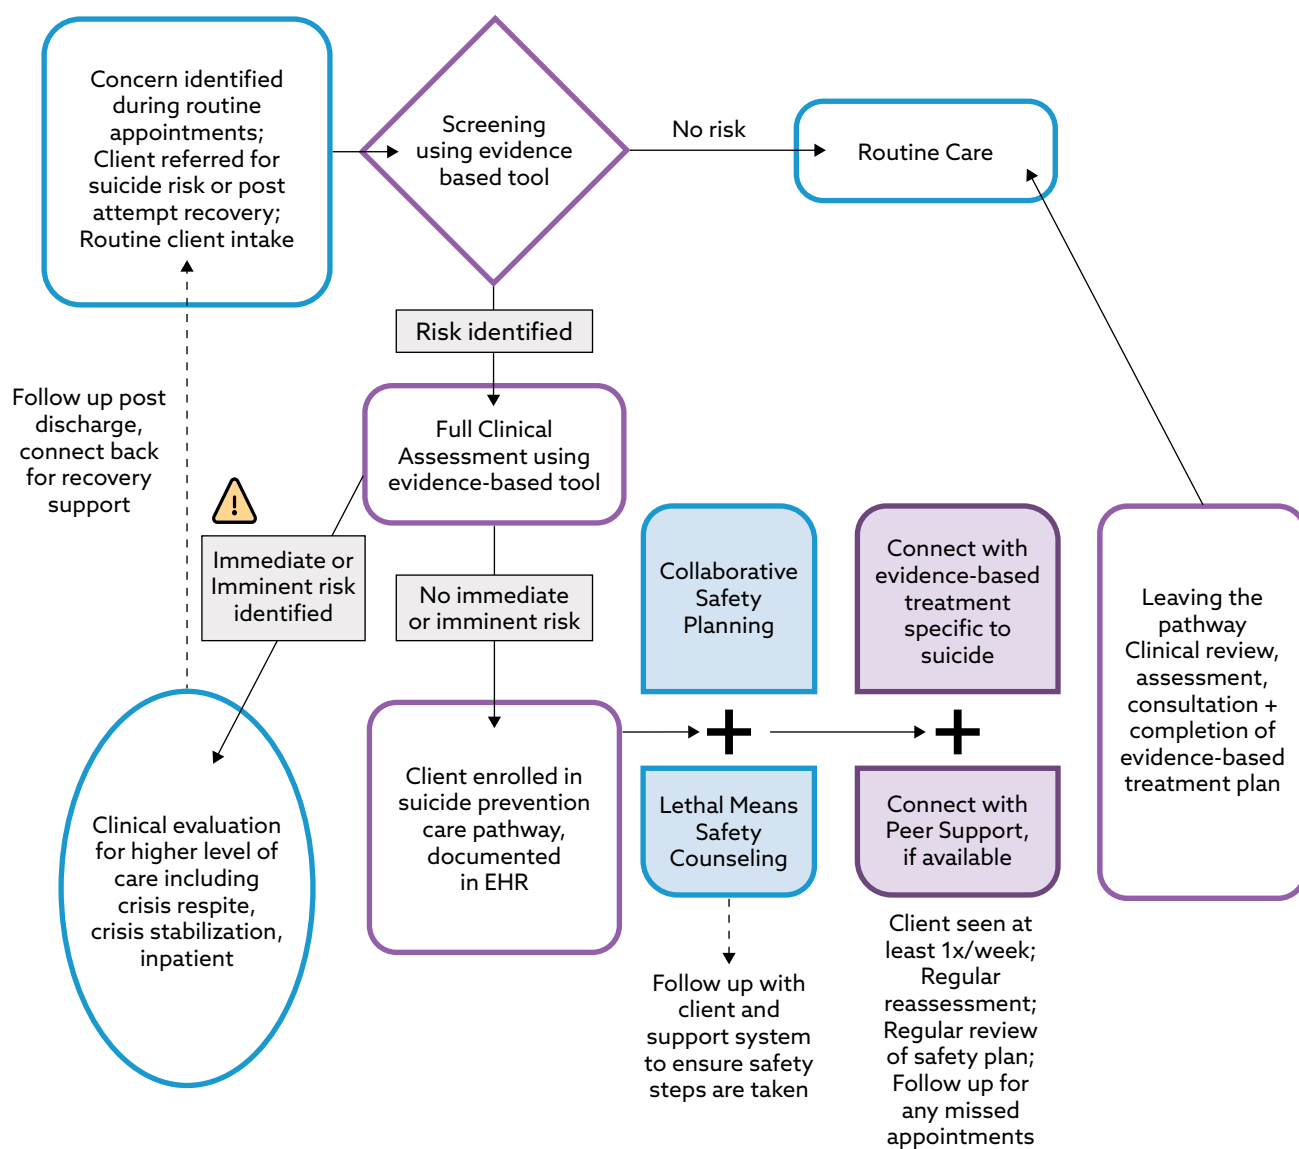 Concern identified
during routine
appointments;
Client referred for
suicide risk or post
attempt recovery;
Routine client intake
Screening
using evidence
based tool
No risk
Routine Care
Risk identified
Full Clinical
Assessment using
evidence-based tool
Follow up post
discharge,
connect back
for recovery
support
Immediate or
Imminent risk
identified
No immediate
or imminent risk
Clinical evaluation
for higher level of
care including
crisis respite,
crisis stabilization,
inpatient
Client enrolled in
suicide prevention
care pathway,
documented
in EHR
Collaborative
Safety
Planning
+
Lethal Means
Safety
Counseling
Follow up with
client and
support system
to ensure safety
steps are taken
Connect with
evidence-based
treatment
specific to
suicide
+
Connect with
Peer Support,
if available
Client seen at
least 1x/week;
Regular
reassessment;
Regular review
of safety plan;
Follow up for
any missed
appointments
Leaving the
pathway
Clinical review,
assessment,
consultation +
completion of
evidence-based
treatment plan